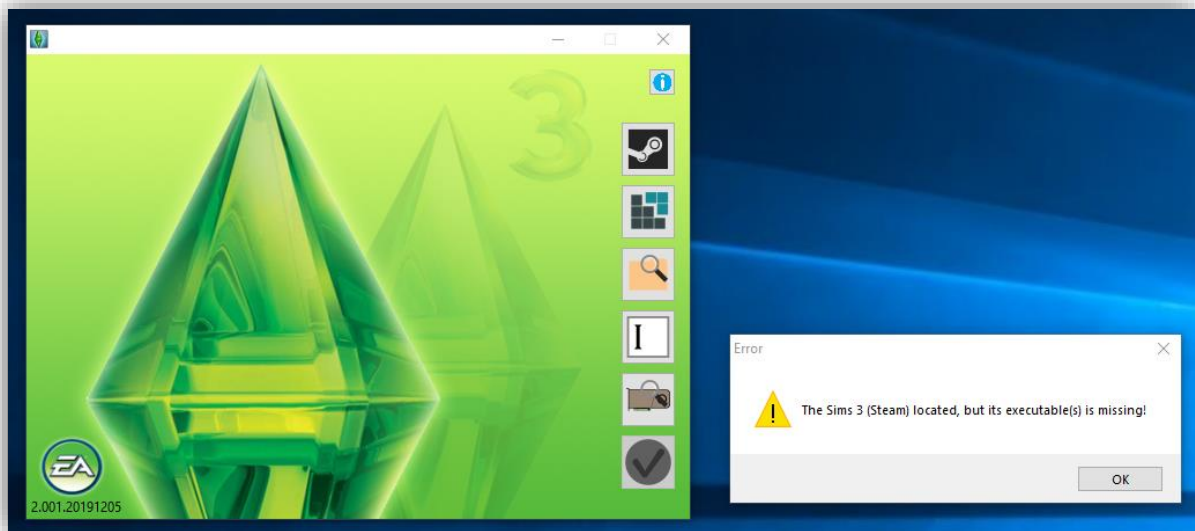 3
I
EA
2.001.20191205
Error
The Sims 3 (Steam) located, but its executable(s) is missing!
OK